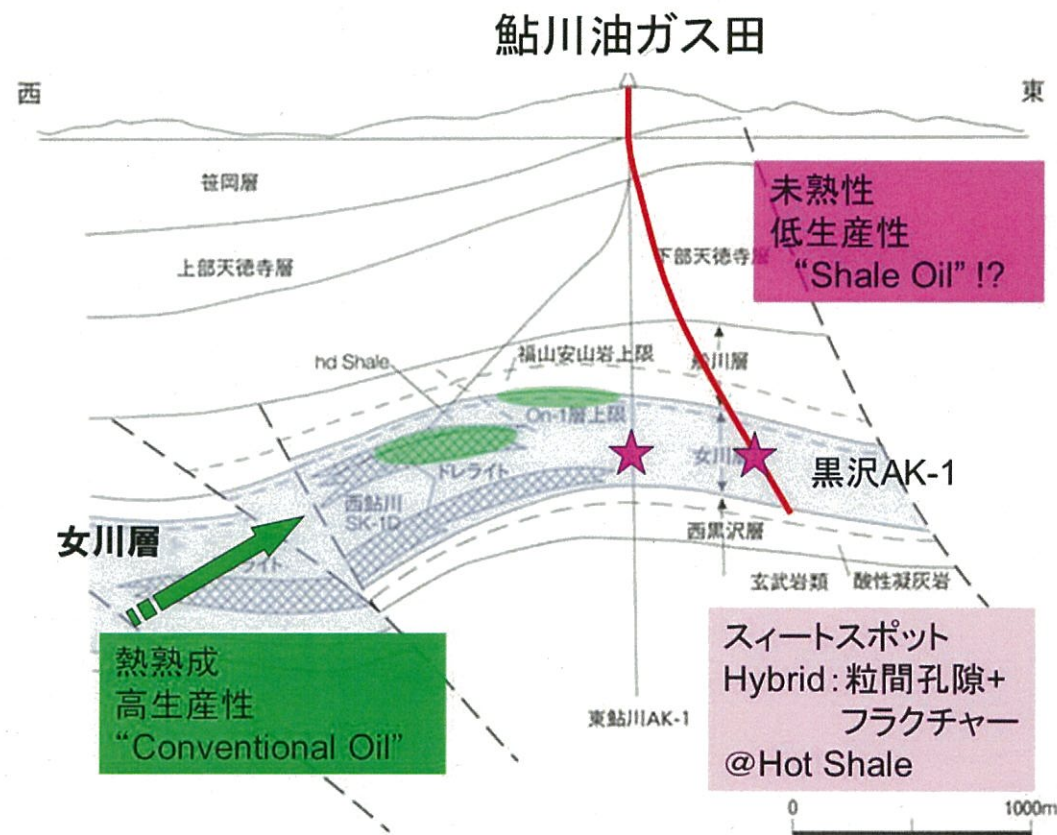 鮎川油ガス田
西
東
笹岡層
未熟性
低生産性
“Shale Oil” !?
上部天徳寺層
下部天徳寺層
hd Shale
福山安山岩上限
船川層
On-1層上限
ドレライト
女川層
黒沢AK-1
西鮎川
SK-1D
女川層
西黒沢層
玄武岩類
酸性凝灰岩
熱熟成
高生産性
“Conventional Oil”
東鮎川AK-1
スィートスポット
Hybrid：粒間孔隙+
フラクチャー
@Hot Shale
0
1000m